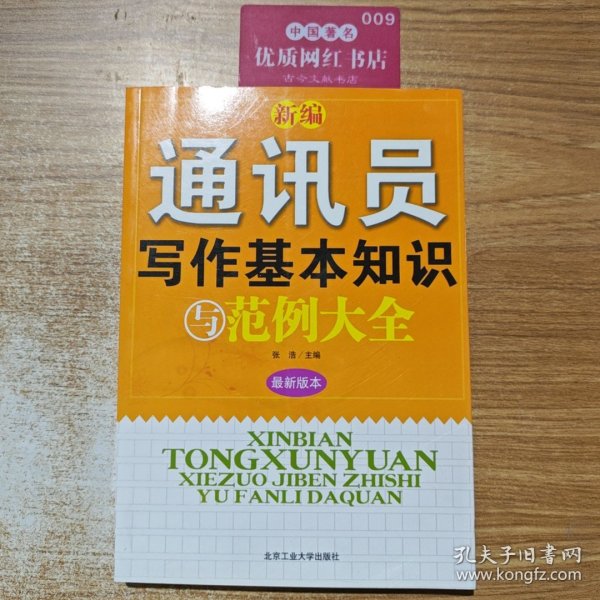 009
中国著名
优质网红书店
古今文献书店
新编
通讯员
写作基本知识
与范例大全
张 浩／主编
最新版本
XINBIAN
TONGXUNYUAN
XIEZUO JIBEN ZHISHI
YU FANLI DAQUAN
北京工业大学出版社
孔夫子旧书网
www.kongfz.com